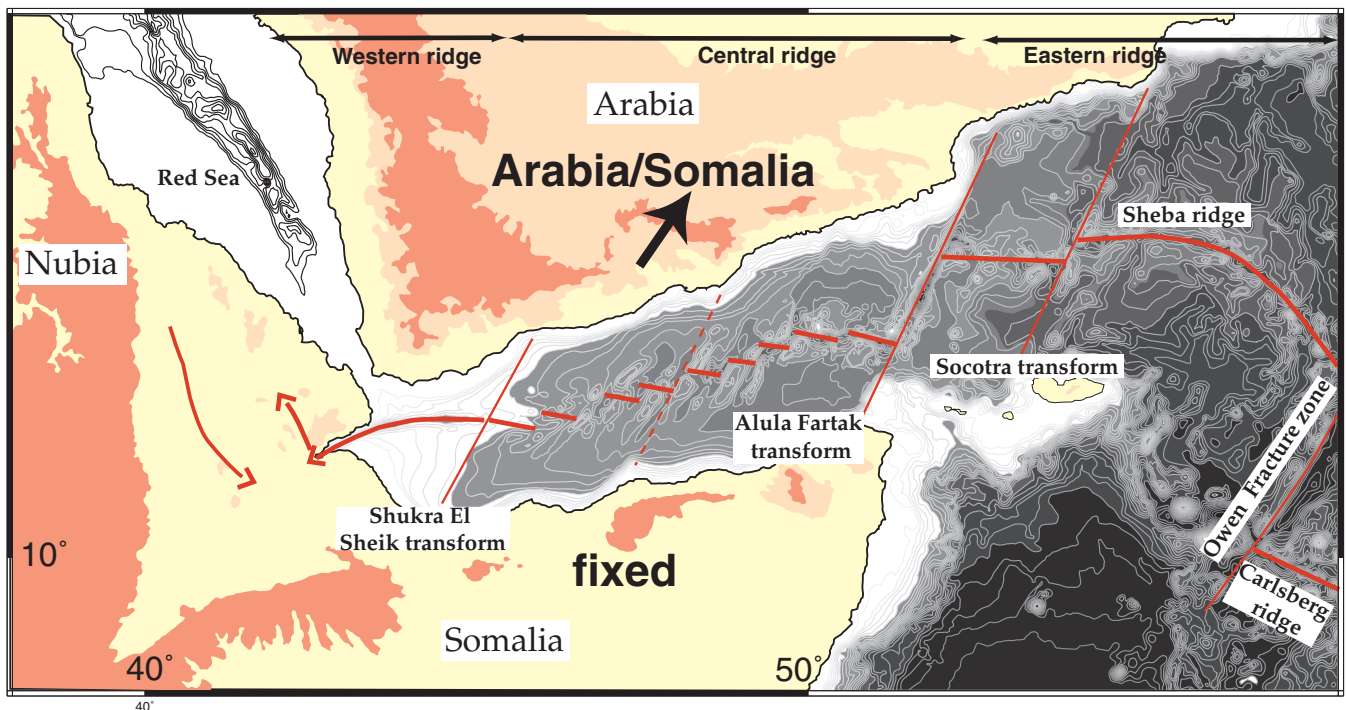 Western ridge
Central ridge
Eastern ridge
Arabia
Red Sea
Arabia/Somalia
Sheba ridge
Nubia
Socotra transform
Alula Fartak
transform
Owen Fracture zone
Shukra El
Sheik transform
10°
fixed
Carlsberg
ridge
Somalia
40°
50°
40°